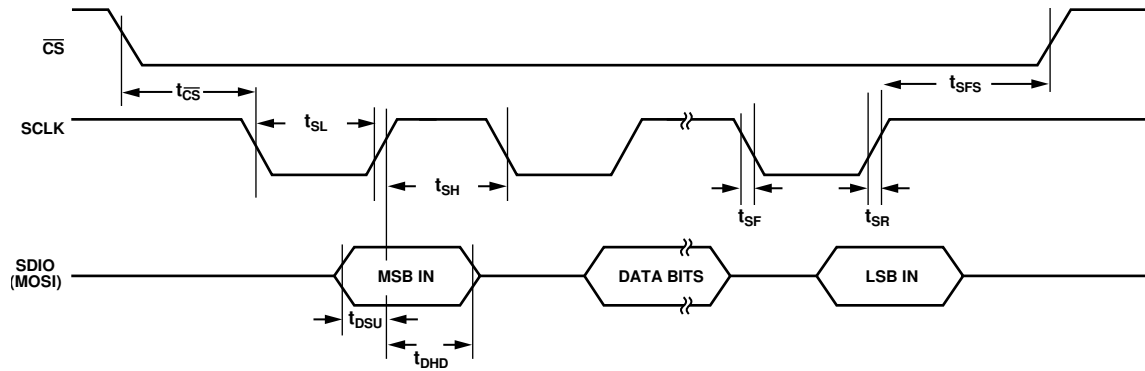 CS
tCS
tSFS
SCLK
tSL
tSH
tSF
tSR
SDIO
(MOSI)
MSB IN
DATA BITS
LSB IN
tDSU
tDHD